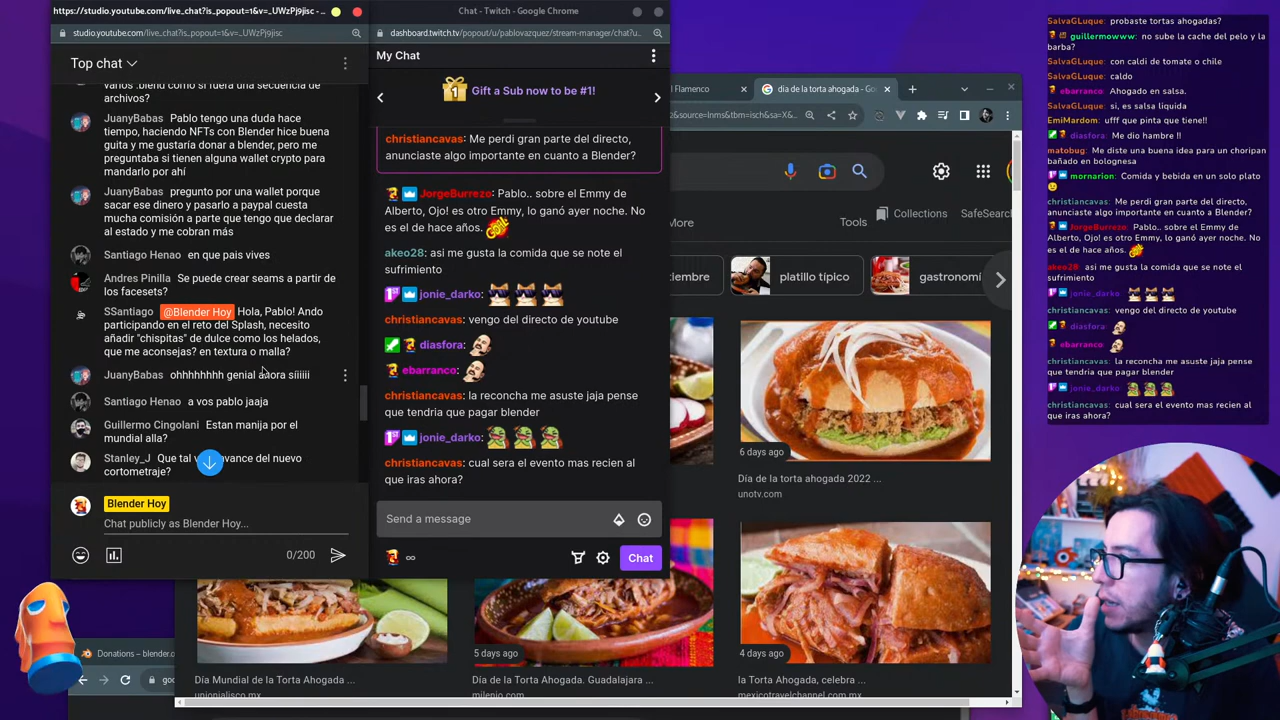 https://studio.youtube.com/live_chat?is_popout=1&v=_UWzPj9jisc - ...
studio.youtube.com/live_chat?is_popout=1&v=_UWzPj9jisc
Top chat
varios .blend como si fuera una secuencia de
archivos?
JuanyBabas Pablo tengo una duda hace
tiempo, haciendo NFTs con Blender hice buena
guita y me gustaría donar a blender, pero me
preguntaba si tienen alguna wallet crypto para
mandarlo por ahí
JuanyBabas pregunto por una wallet porque
sacar ese dinero y pasarlo a paypal cuesta
mucha comisión a parte que tengo que declarar
al estado y me cobran más
Santiago Henao en que pais vives
Andres Pinilla Se puede crear seams a partir de
los facesets?
SSantiago @Blender Hoy Hola, Pablo! Ando
participando en el reto del Splash, necesito
añadir "chispitas" de dulce como los helados,
que me aconsejas? en textura o malla?
JuanyBabas ohhhhhhhh genial ahora síiiiii
Santiago Henao a vos pablo jaaja
Guillermo Cingolani Estan manija por el
mundial alla?
Stanley_J Que tal avance del nuevo
cortometraje?
Blender Hoy
Chat publicly as Blender Hoy...
0/200
Chat - Twitch - Google Chrome
dashboard.twitch.tv/popout/u/pablovazquez/stream-manager/chat?u...
My Chat
1
Gift a Sub now to be #1!
christiancavas: Me perdi gran parte del directo,
anunciaste algo importante en cuanto a Blender?
JorgeBurrezo: Pablo.. sobre el Emmy de
Alberto, Ojo! es otro Emmy, lo ganó ayer noche. No
es el de hace años.
akeo28: asi me gusta la comida que se note el
sufrimiento
jonie_darko:
christiancavas: vengo del directo de youtube
diasfora:
ebarranco:
christiancavas: la reconcha me asuste jaja pense
que tendria que pagar blender
jonie_darko:
christiancavas: cual sera el evento mas recien al
que iras ahora?
Send a message
∞
Chat
l Flamenco
dia de la torta ahogada - Go
2&source=lnms&tbm=isch&sa=X&
More
Tools
Collections
SafeSearch
tiembre
platillo típico
gastronomí
6 days ago
Día de la torta ahogada 2022 ...
unotv.com
5 days ago
4 days ago
Día Mundial de la Torta Ahogada ...
unionjalisco.mx
Día de la Torta Ahogada. Guadalajara ...
milenio.com
la Torta Ahogada, celebra ...
mexicotravelchannel.com.mx
Donations — blender.o
SalvaGLuque: probaste tortas ahogadas?
guillermowww: no sube la cache del pelo y la
barba?
SalvaGLuque: con caldi de tomate o chile
SalvaGLuque: caldo
ebarranco: Ahogado en salsa.
SalvaGLuque: si, es salsa liquida
EmiMardom: ufff que pinta que tiene!!
diasfora: Me dio hambre !!
matobug: Me diste una buena idea para un choripan
bañado en bolognesa
mornarion: Comida y bebida en un solo plato
christiancavas: Me perdi gran parte del directo,
anunciaste algo importante en cuanto a Blender?
JorgeBurrezo: Pablo.. sobre el Emmy de
Alberto, Ojo! es otro Emmy, lo ganó ayer noche. No
es el de hace años.
akeo28: asi me gusta la comida que se note el
sufrimiento
jonie_darko:
christiancavas: vengo del directo de youtube
diasfora:
ebarranco:
christiancavas: la reconcha me asuste jaja pense
que tendria que pagar blender
jonie_darko:
christiancavas: cual sera el evento mas recien al
que iras ahora?